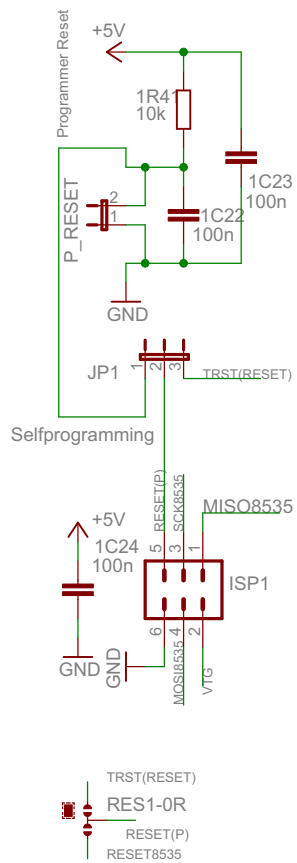 Programmer Reset
+5V
1R41
10k
1C23
100n
P_RESET
2
1
1C22
100n
GND
JP1
1
2
3
TRST(RESET)
Selfprogramming
RESET(P)
SCK8535
MISO8535
+5V
1C24
100n
5
3
1
ISP1
6
4
2
GND
GND
MOSI8535
VTG
TRST(RESET)
RES1-0R
RESET(P)
RESET8535